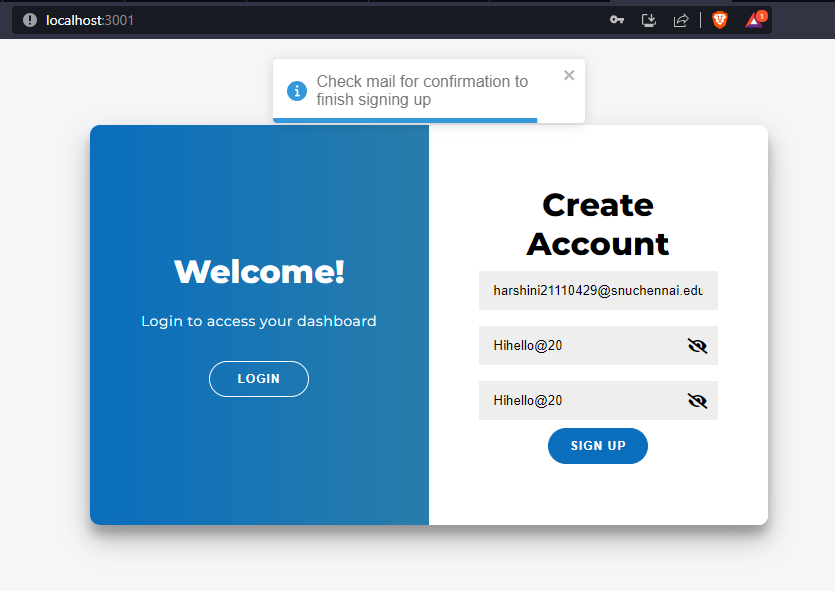 localhost:3001
1
Check mail for confirmation to
finish signing up
Welcome!
Login to access your dashboard
LOGIN
Create
Account
harshini21110429@snuchennai.edu
Hihello@20
Hihello@20
SIGN UP